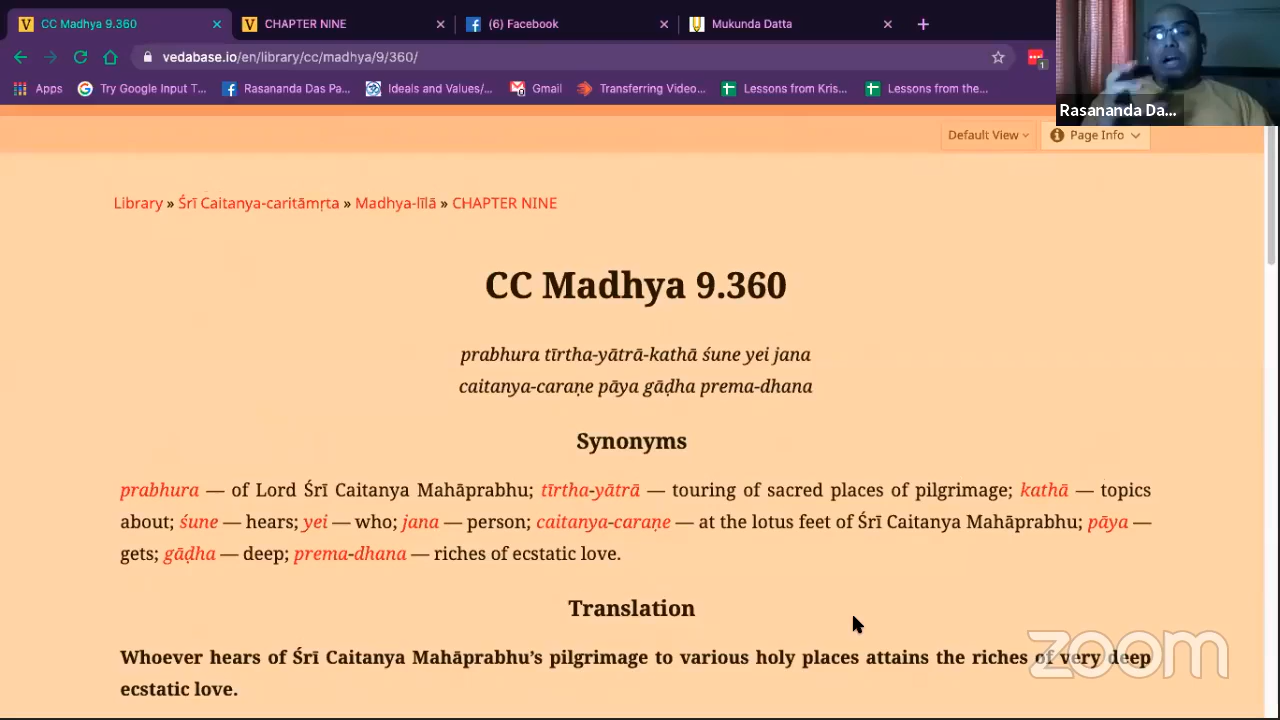 CC Madhya 9.360
CHAPTER NINE
(6) Facebook
Mukunda Datta
vedabase.io/en/library/cc/madhya/9/360/
1
Apps
Try Google Input T...
Rasananda Das Pa...
Ideals and Values/...
Gmail
Transferring Video...
Lessons from Kris...
Lessons from the...
Rasananda Da...
Default View
Page Info
Library » Śrī Caitanya-caritāmṛta » Madhya-līlā » CHAPTER NINE
CC Madhya 9.360
prabhura tīrtha-yātrā-kathā śune yei jana
caitanya-caraṇe pāya gāḍha prema-dhana
Synonyms
prabhura — of Lord Śrī Caitanya Mahāprabhu; tīrtha-yātrā — touring of sacred places of pilgrimage; kathā — topics
about; śune — hears; yei — who; jana — person; caitanya-caraṇe — at the lotus feet of Śrī Caitanya Mahāprabhu; pāya —
gets; gāḍha — deep; prema-dhana — riches of ecstatic love.
Translation
Whoever hears of Śrī Caitanya Mahāprabhu’s pilgrimage to various holy places attains the riches of very deep
ecstatic love.
zoom